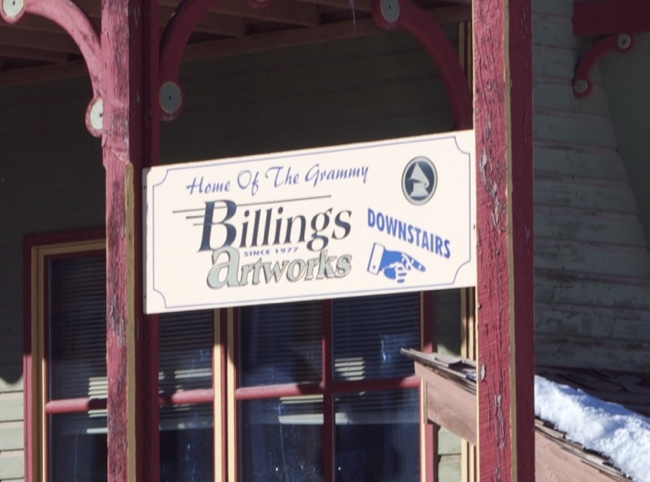 Home Of The Grammy
Billings
SINCE 1977
artworks
DOWNSTAIRS